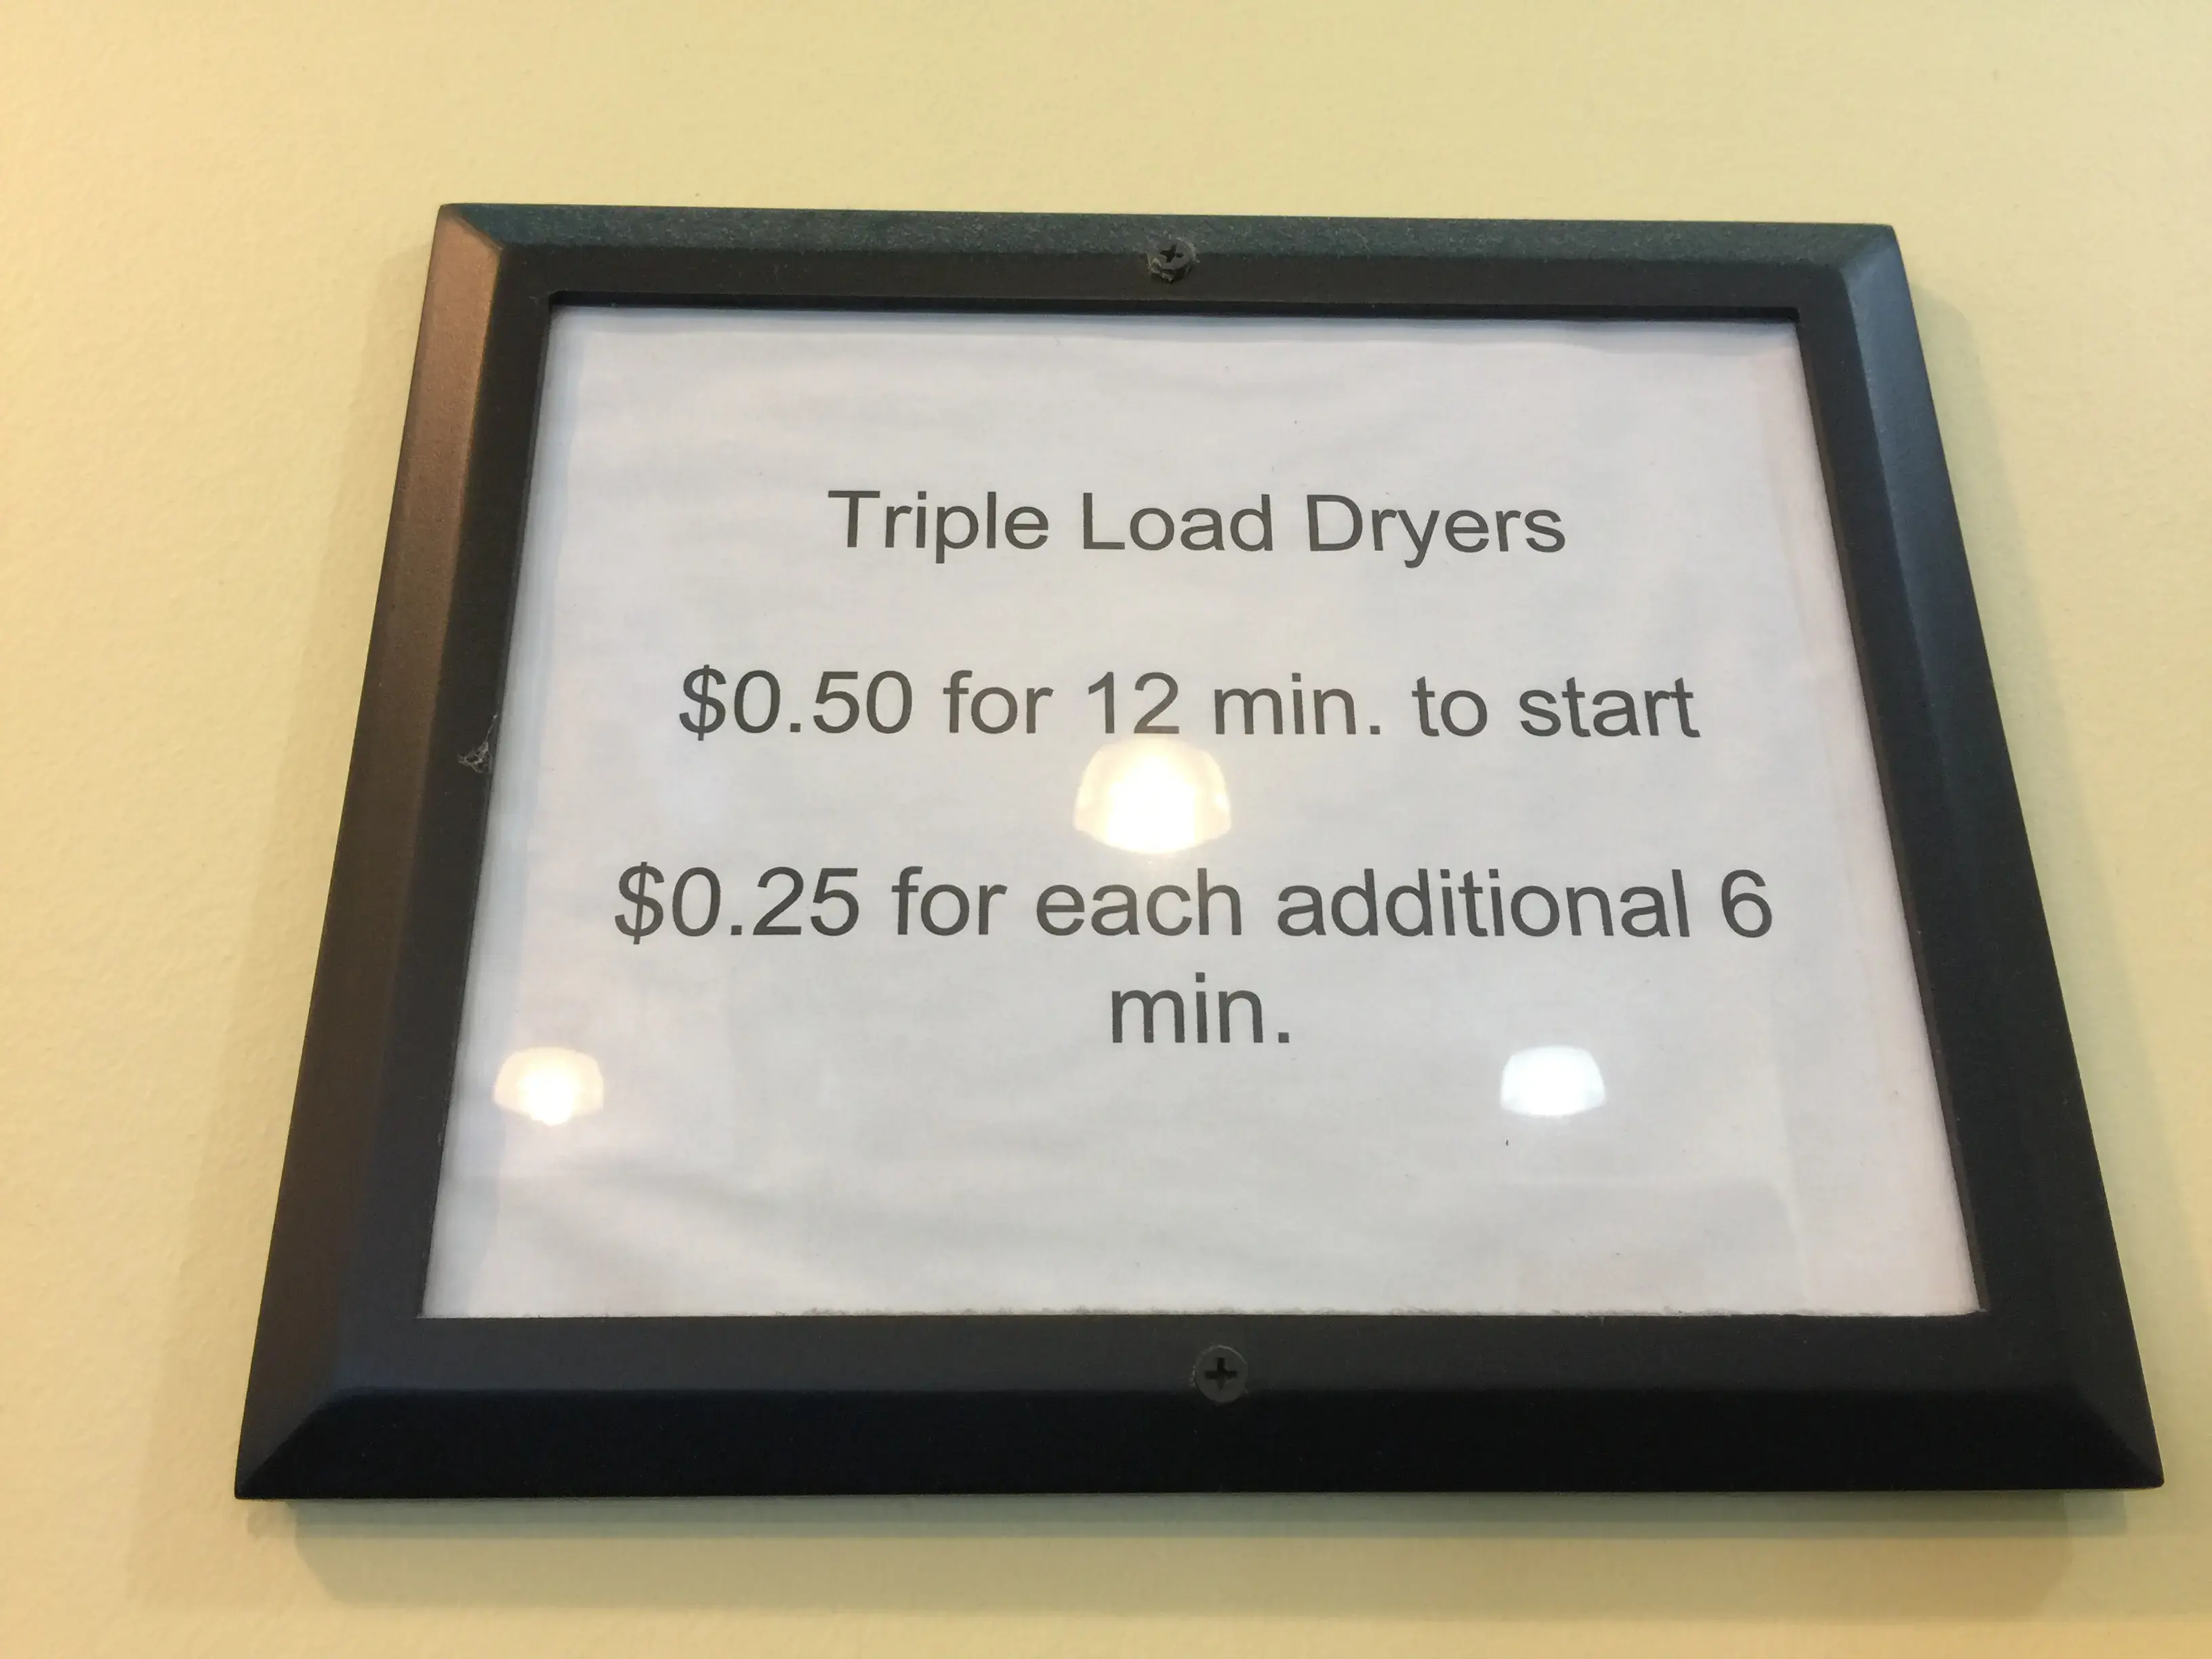 Triple Load Dryers
$0.50 for 12 min. to start
$0.25 for each additional 6
min.